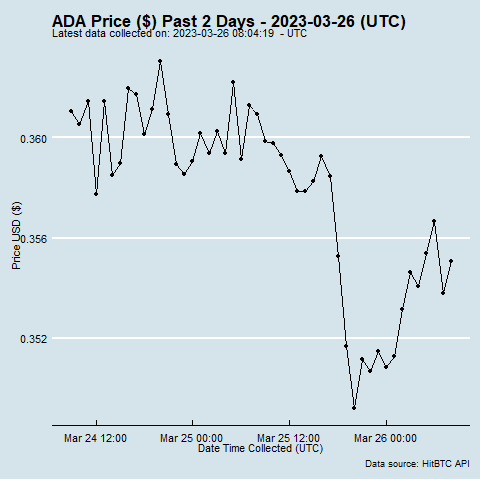 ADA Price ($) Past 2 Days - 2023-03-26 (UTC)
Latest data collected on: 2023-03-26 08:04:19  - UTC
0.360
0.356
0.352
Price USD ($)
Mar 24 12:00
Mar 25 00:00
Mar 25 12:00
Mar 26 00:00
Date Time Collected (UTC)
Data source: HitBTC API